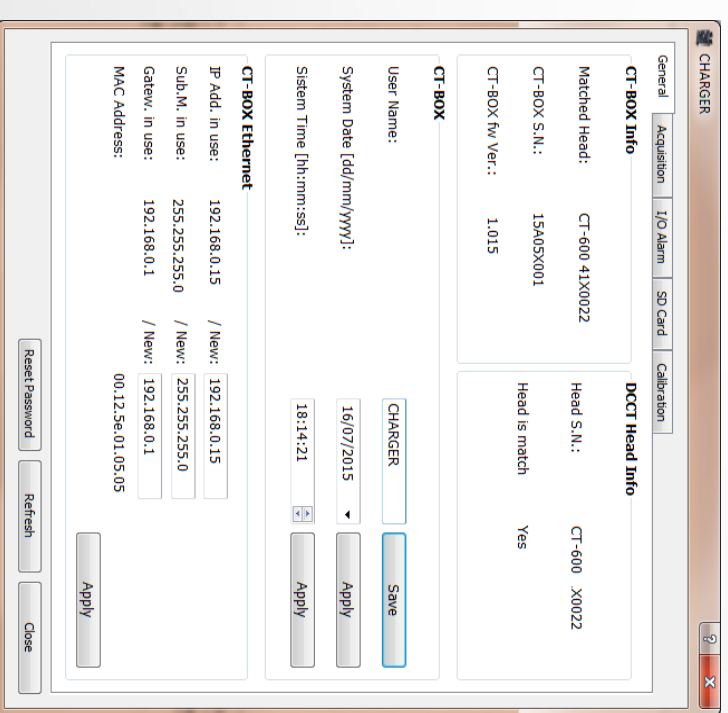 CHARGER
?
X
General
Acquisition
I/O Alarm
SD Card
Calibration
CT-BOX Info
Matched Head: CT-600 41X0022
CT-BOX S.N.: 15A05X001
CT-BOX fw Ver.: 1.015
DCCT Head Info
Head S.N.: CT-600 .X0022
Head is match Yes
CT-BOX
User Name: CHARGER Save
System Date [dd/mm/yyyy]: 16/07/2015 Apply
Sistem Time [hh:mm:ss]: 18:14:21 Apply
CT-BOX Ethernet
IP Add. in use: 192.168.0.15 / New: 192.168.0.15
Sub.M. in use: 255.255.255.0 / New: 255.255.255.0
Gatew. in use: 192.168.0.1 / New: 192.168.0.1
MAC Address: 00.12.5e.01.05.05
Apply
Reset Password
Refresh
Close